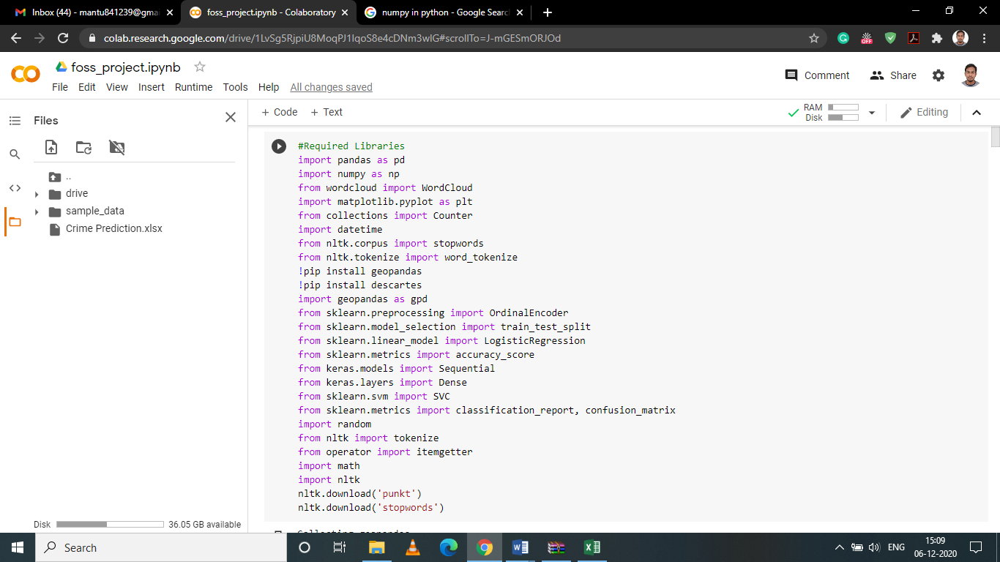 Inbox (44) - mantu841239@gma
foss_project.ipynb - Colaboratory
numpy in python - Google Searc
colab.research.google.com/drive/1LvSg5RjpiU8MoqPJ1IqoS8e4cDNm3wlG#scrollTo=J-mGESmORJOd
OFF
foss_project.ipynb
File Edit View Insert Runtime Tools Help All changes saved
Comment
Share
Files
+ Code + Text
RAM
Disk
Editing
..
drive
sample_data
Crime Prediction.xlsx
#Required Libraries
import pandas as pd
import numpy as np
from wordcloud import WordCloud
import matplotlib.pyplot as plt
from collections import Counter
import datetime
from nltk.corpus import stopwords
from nltk.tokenize import word_tokenize
!pip install geopandas
!pip install descartes
import geopandas as gpd
from sklearn.preprocessing import OrdinalEncoder
from sklearn.model_selection import train_test_split
from sklearn.linear_model import LogisticRegression
from sklearn.metrics import accuracy_score
from keras.models import Sequential
from keras.layers import Dense
from sklearn.svm import SVC
from sklearn.metrics import classification_report, confusion_matrix
import random
from nltk import tokenize
from operator import itemgetter
import math
import nltk
nltk.download('punkt')
nltk.download('stopwords')
Disk 36.05 GB available
Search
ENG
15:09
06-12-2020